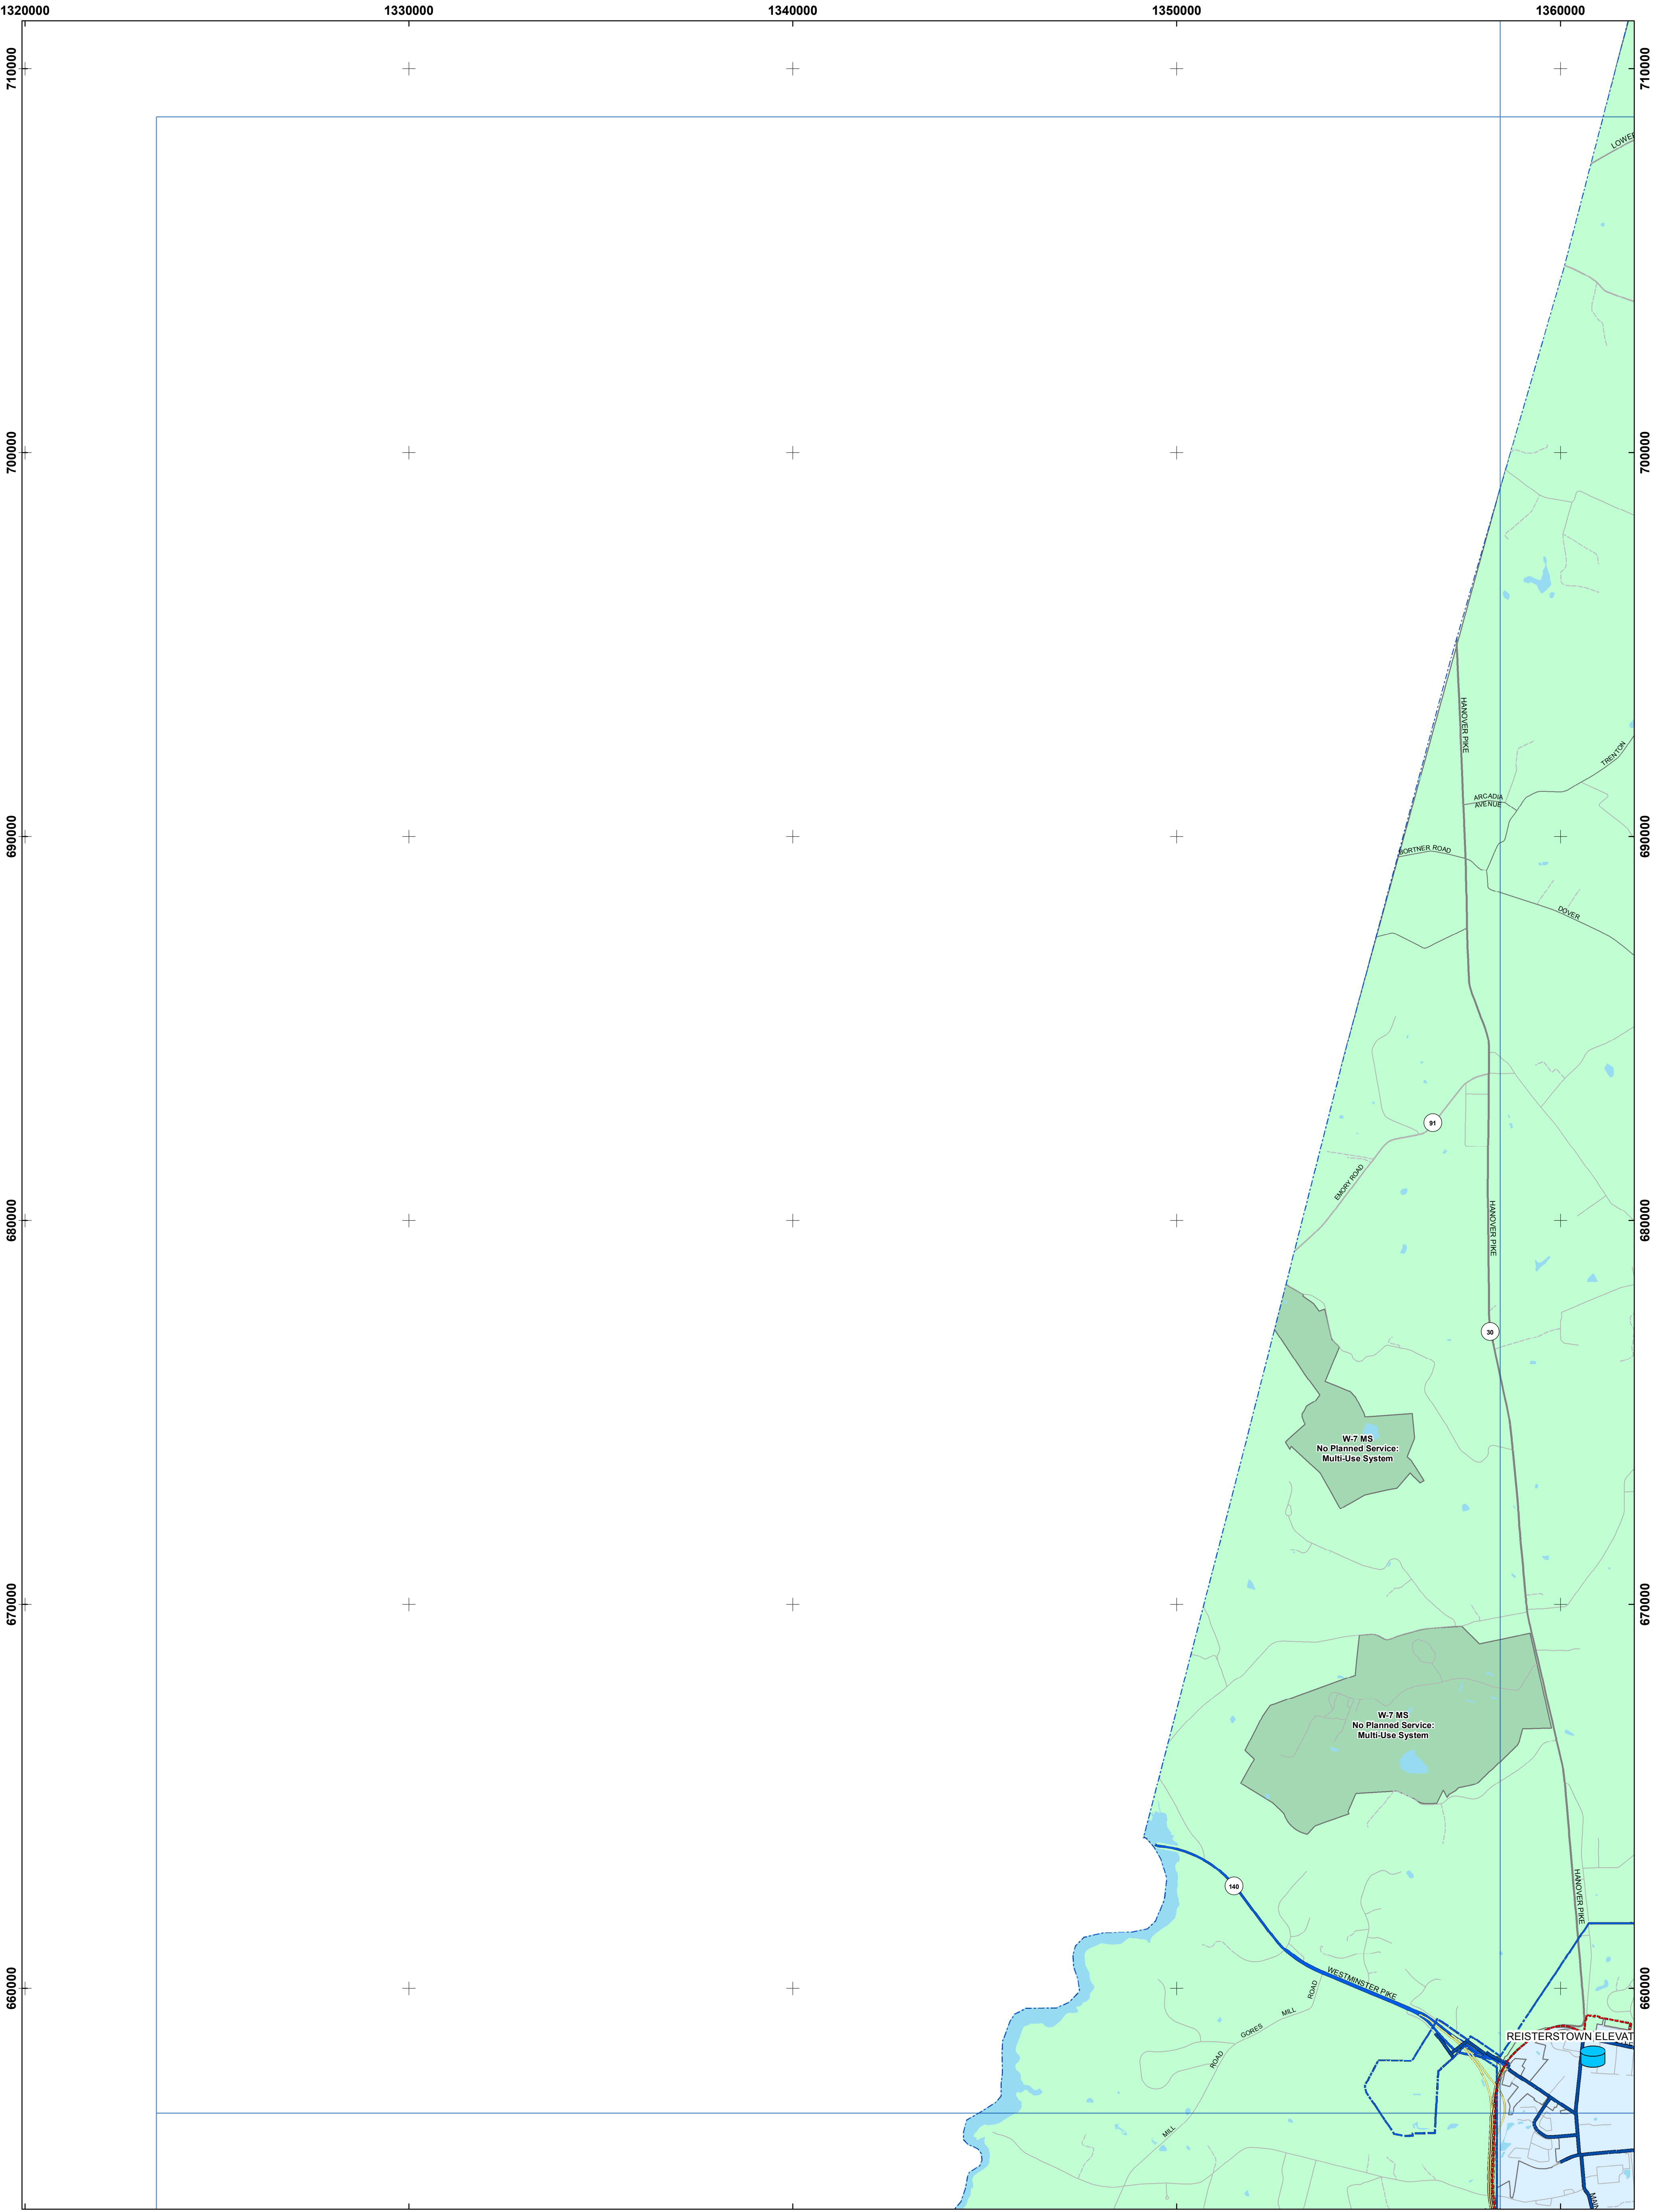 1320000
1330000
1340000
1350000
1360000
710000
710000
LOWER
700000
700000
HANOVER PIKE
TRENTON
ARCADIA
AVENUE
690000
690000
BORTNER ROAD
DOVER
91
EMORY ROAD
680000
680000
HANOVER PIKE
30
W-7 MS
No Planned Service:
Multi-Use System
670000
670000
W-7 MS
No Planned Service:
Multi-Use System
HANOVER PIKE
140
660000
660000
WESTMINSTER PIKE
ROAD
MILL
GORES
REISTERSTOWN ELEVAT
ROAD
MILL
MAIN